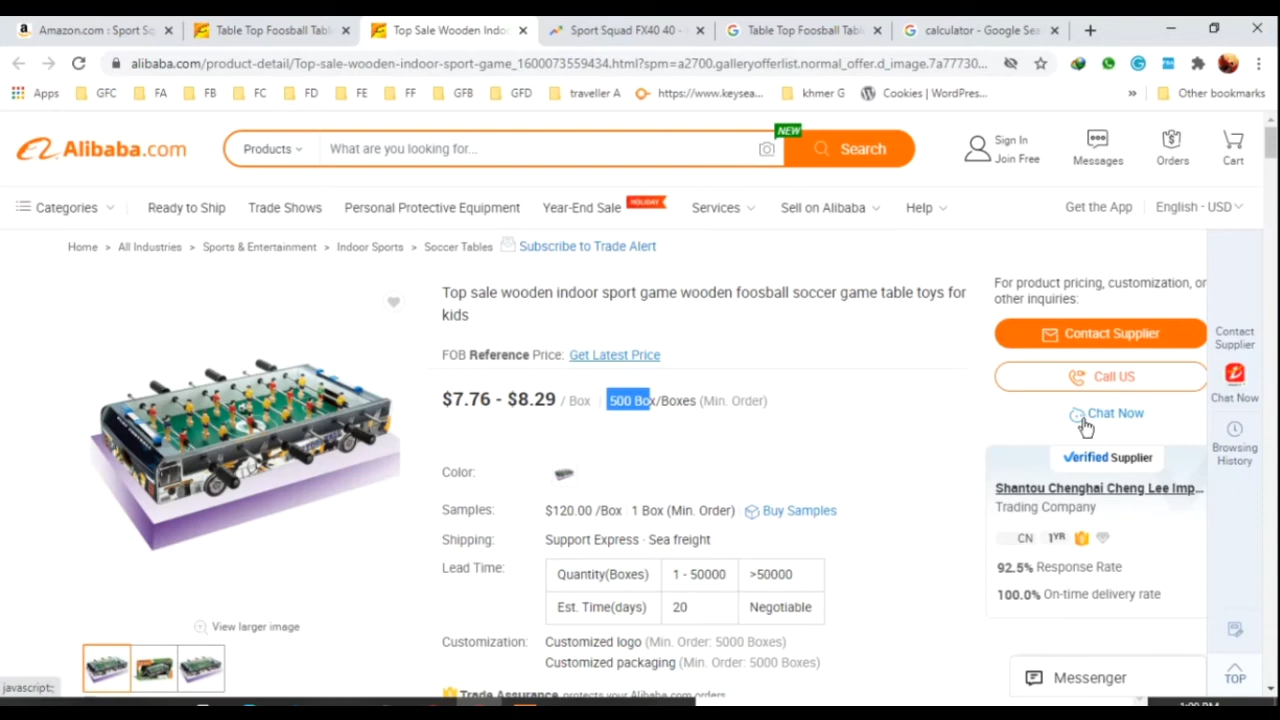 Amazon.com : Sport Sq
Table Top Foosball Tabl
Top Sale Wooden Indo
Sport Squad FX40 40 -
Table Top Foosball Tabl
calculator - Google Sea
alibaba.com/product-detail/Top-sale-wooden-indoor-sport-game_1600073559434.html?spm=a2700.galleryofferlist.normal_offer.d_image.7a77730...
Apps GFC FA FB FC FD FE FF GFB GFD traveller A https://www.keysea... khmer G Cookies | WordPres... » Other bookmarks
Alibaba.com
Products
What are you looking for...
NEW
Search
Sign In
Join Free
Messages
Orders
Cart
Categories Ready to Ship Trade Shows Personal Protective Equipment Year-End Sale HOLIDAY Services Sell on Alibaba Help Get the App English - USD
Home > All Industries > Sports & Entertainment > Indoor Sports > Soccer Tables Subscribe to Trade Alert
Top sale wooden indoor sport game wooden foosball soccer game table toys for
kids
FOB Reference Price: Get Latest Price
$7.76 - $8.29 / Box 500 Box/Boxes (Min. Order)
Color:
Samples: $120.00 /Box 1 Box (Min. Order) Buy Samples
Shipping: Support Express · Sea freight
Lead Time: Quantity(Boxes) 1 - 50000 >50000
Est. Time(days) 20 Negotiable
Customization: Customized logo (Min. Order: 5000 Boxes)
Customized packaging (Min. Order: 5000 Boxes)
Trade Assurance protects your Alibaba.com orders
View larger image
For product pricing, customization, or
other inquiries:
Contact Supplier
Call US
Chat Now
Verified Supplier
Shantou Chenghai Cheng Lee Imp...
Trading Company
CN 1YR
92.5% Response Rate
100.0% On-time delivery rate
Messenger
Contact
Supplier
Chat Now
Browsing
History
TOP
javascript:;